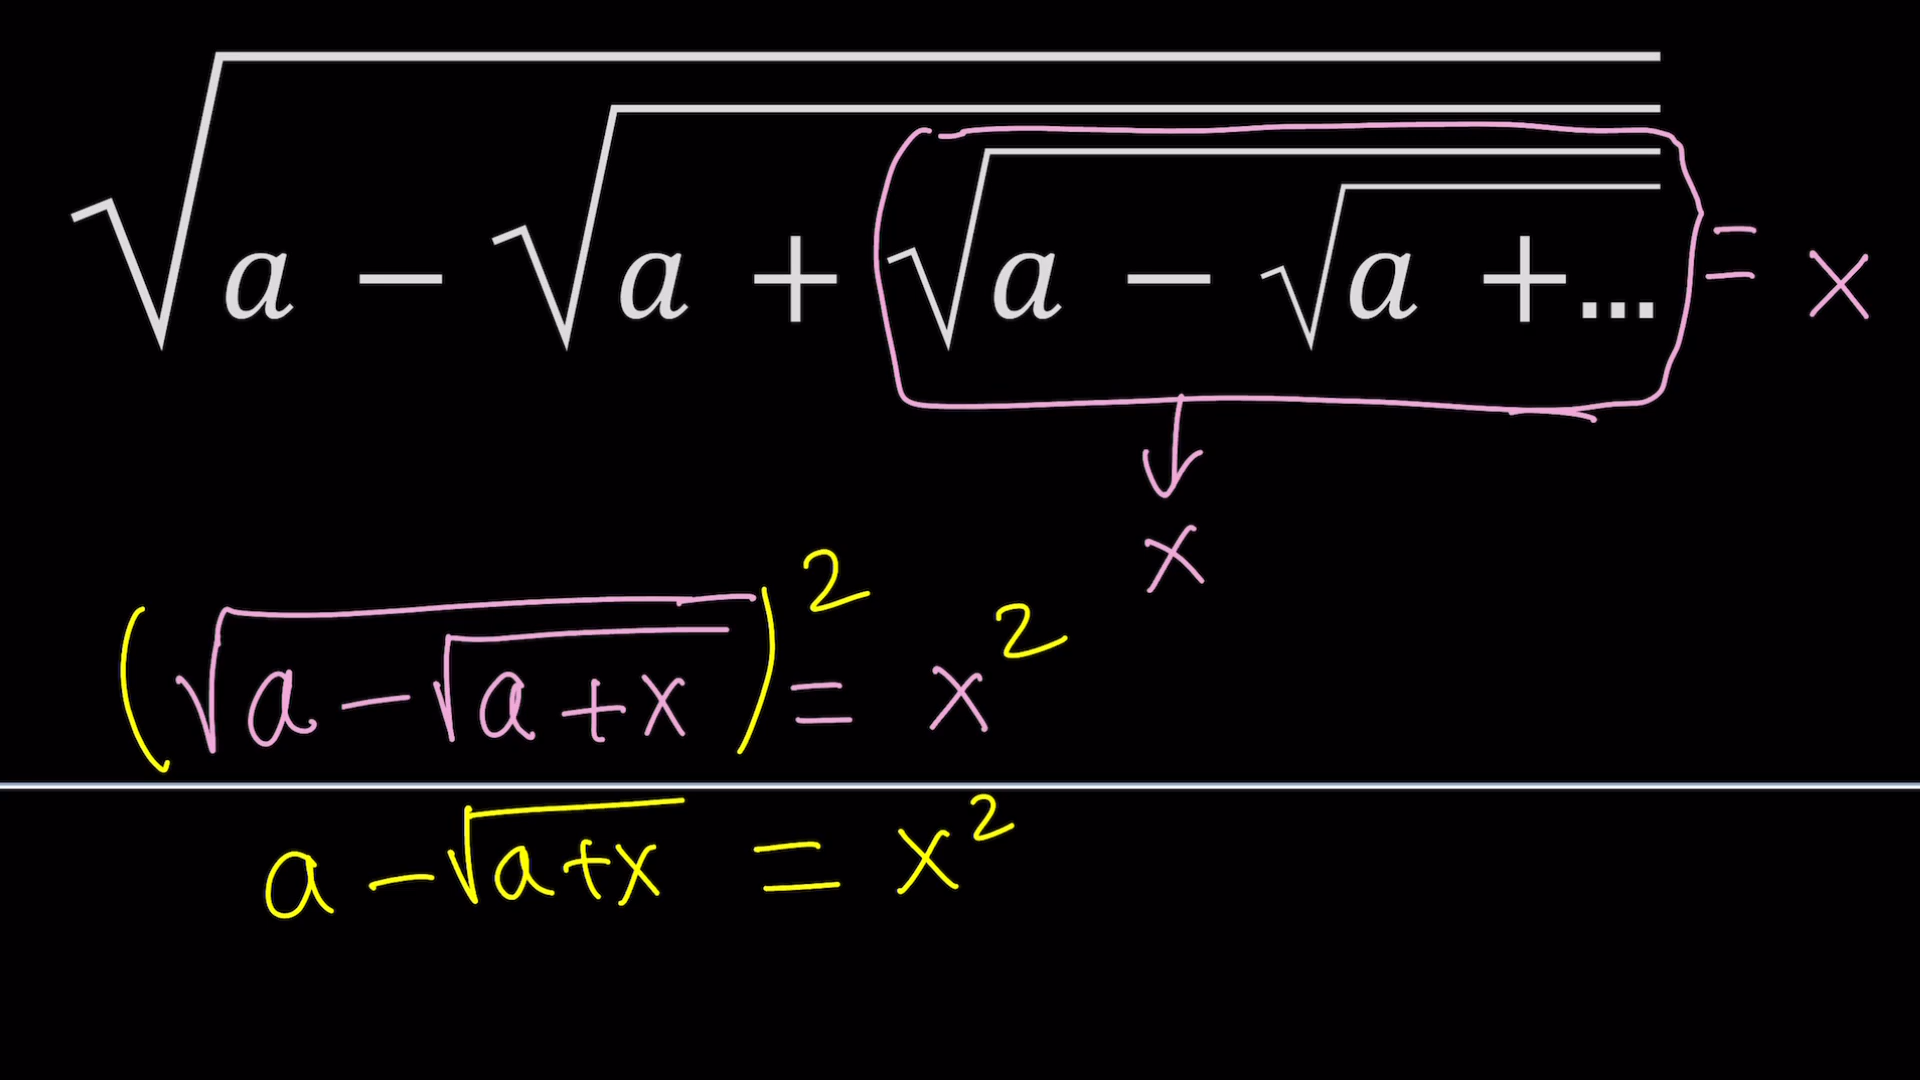 √(a − √(a + √(a − √(a + ...)))) = x
x
(√(a − √(a + x)))² = x²
a − √(a + x) = x²